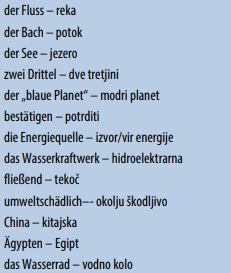 der Fluss – reka
der Bach – potok
der See – jezero
zwei Drittel – dve tretjini
der „blaue Planet“ – modri planet
bestätigen – potrditi
die Energiequelle – izvor/vir energije
das Wasserkraftwerk – hidroelektrarna
fließend – tekoč
umweltschädlich–- okolju škodljivo
China – kitajska
Ägypten – Egipt
das Wasserrad – vodno kolo